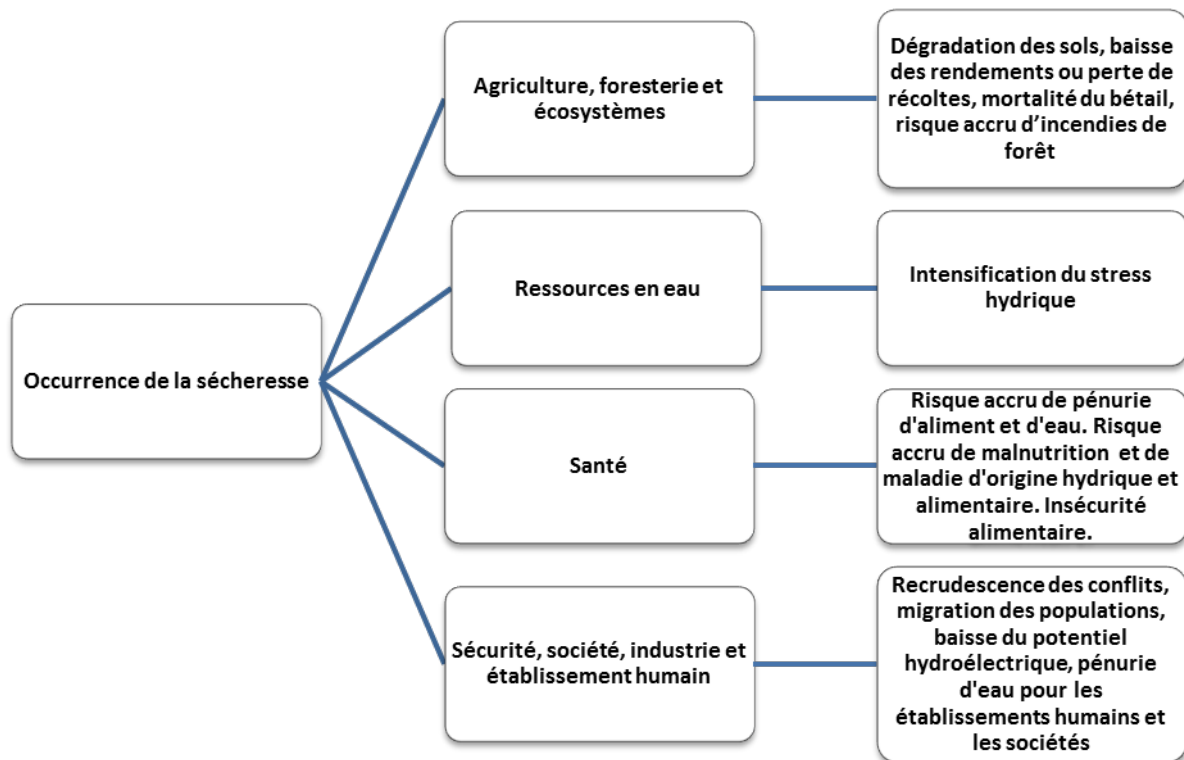 Occurrence de la sécheresse
Agriculture, foresterie et
écosystèmes
Dégradation des sols, baisse
des rendements ou perte de
récoltes, mortalité du bétail,
risque accru d’incendies de
forêt
Ressources en eau
Intensification du stress
hydrique
Santé
Risque accru de pénurie
d'aliment et d'eau. Risque
accru de malnutrition et de
maladie d'origine hydrique et
alimentaire. Insécurité
alimentaire.
Sécurité, société, industrie et
établissement humain
Recrudescence des conflits,
migration des populations,
baisse du potentiel
hydroélectrique, pénurie
d'eau pour les
établissements humains et
les sociétés